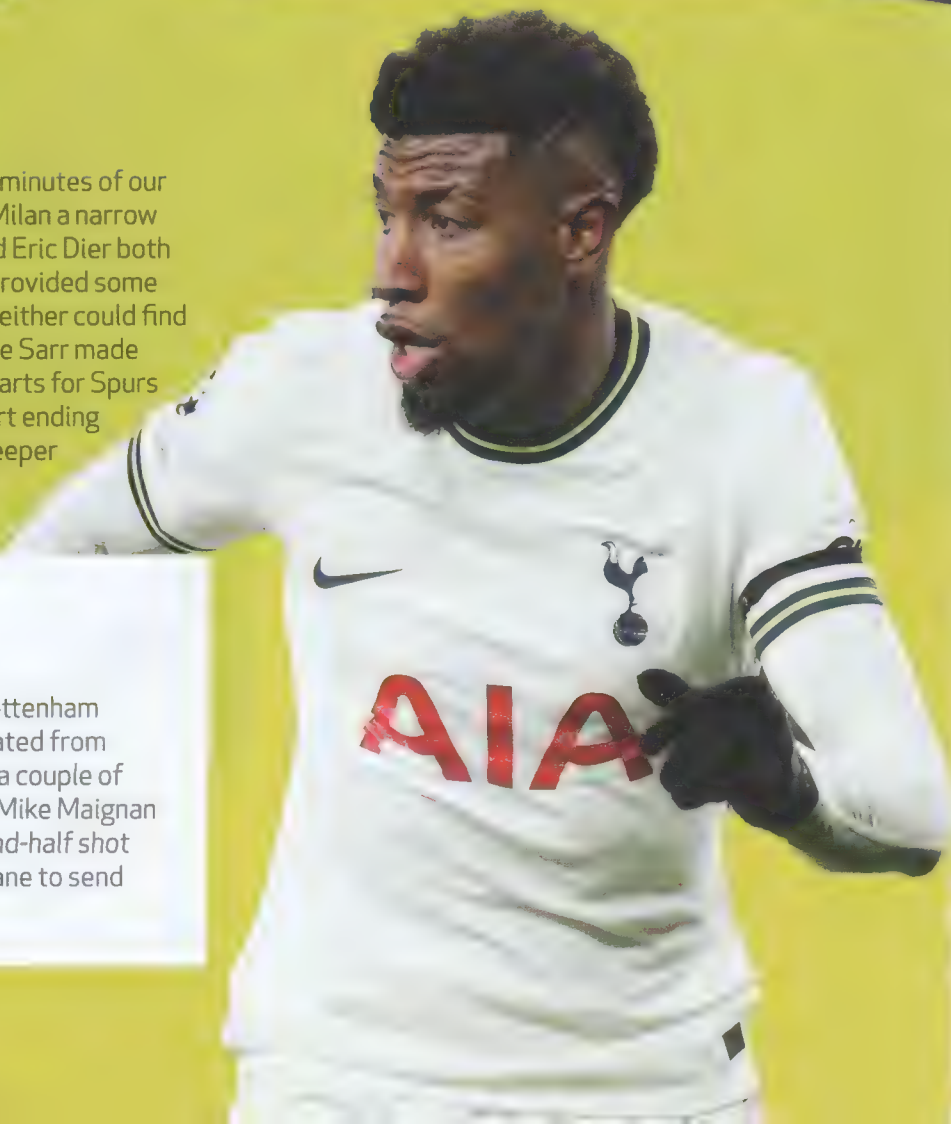 minutes of our
Milan a narrow
d Eric Dier both
rovided some
either could find
e Sarr made
arts for Spurs
rt ending
eeper
ttenham
ated from
a couple of
Mike Maignan
nd-half shot
ane to send
AIA